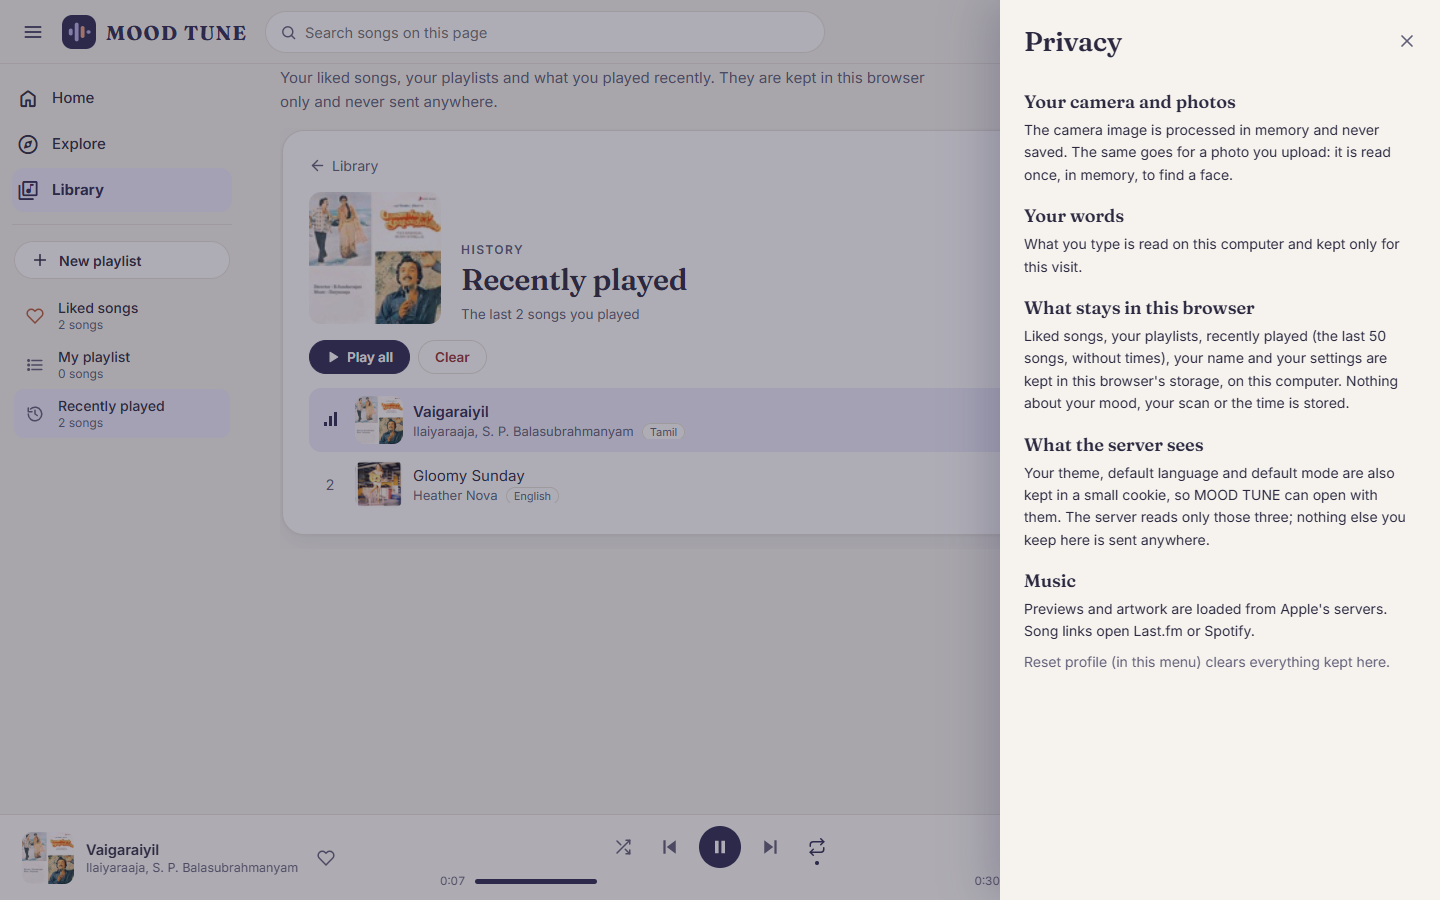 MOOD TUNE
Search songs on this page
Home
Explore
Library
New playlist
Liked songs
2 songs
My playlist
0 songs
Recently played
2 songs
Your liked songs, your playlists and what you played recently. They are kept in this browser
only and never sent anywhere.
Library
HISTORY
Recently played
The last 2 songs you played
Play all
Clear
Vaigaraiyil
Ilaiyaraaja, S. P. Balasubrahmanyam Tamil
2
Gloomy Sunday
Heather Nova English
Vaigaraiyil
Ilaiyaraaja, S. P. Balasubrahmanyam
0:07
0:30
Privacy
Your camera and photos
The camera image is processed in memory and never
saved. The same goes for a photo you upload: it is read
once, in memory, to find a face.
Your words
What you type is read on this computer and kept only for
this visit.
What stays in this browser
Liked songs, your playlists, recently played (the last 50
songs, without times), your name and your settings are
kept in this browser's storage, on this computer. Nothing
about your mood, your scan or the time is stored.
What the server sees
Your theme, default language and default mode are also
kept in a small cookie, so MOOD TUNE can open with
them. The server reads only those three; nothing else you
keep here is sent anywhere.
Music
Previews and artwork are loaded from Apple's servers.
Song links open Last.fm or Spotify.
Reset profile (in this menu) clears everything kept here.